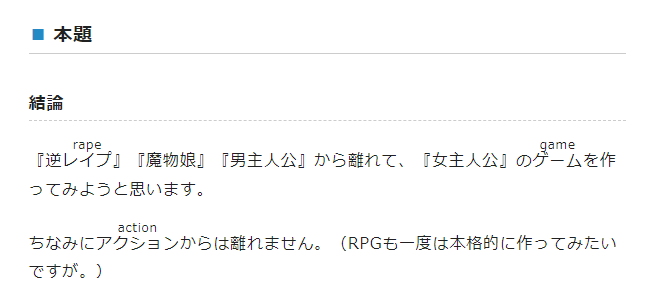 ■ 本題
結論
rape game
『逆レイプ』『魔物娘』『男主人公』から離れて、『女主人公』のゲームを作
ってみようと思います。
action
ちなみにアクションからは離れません。（RPGも一度は本格的に作ってみたい
ですが。）